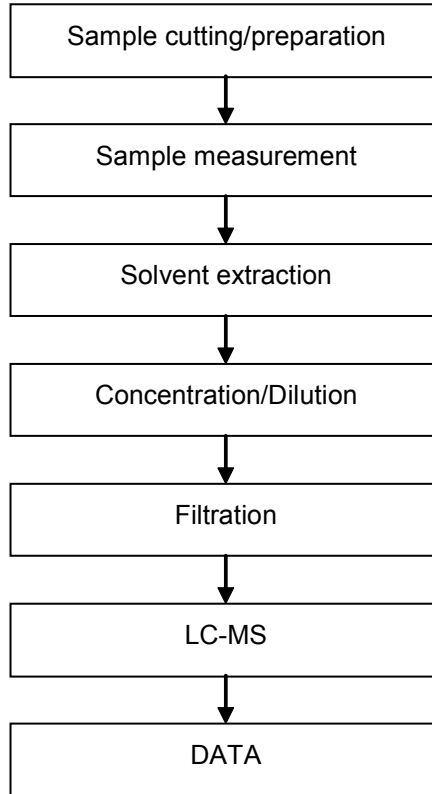 Sample cutting/preparation
Sample measurement
Solvent extraction
Concentration/Dilution
Filtration
LC-MS
DATA